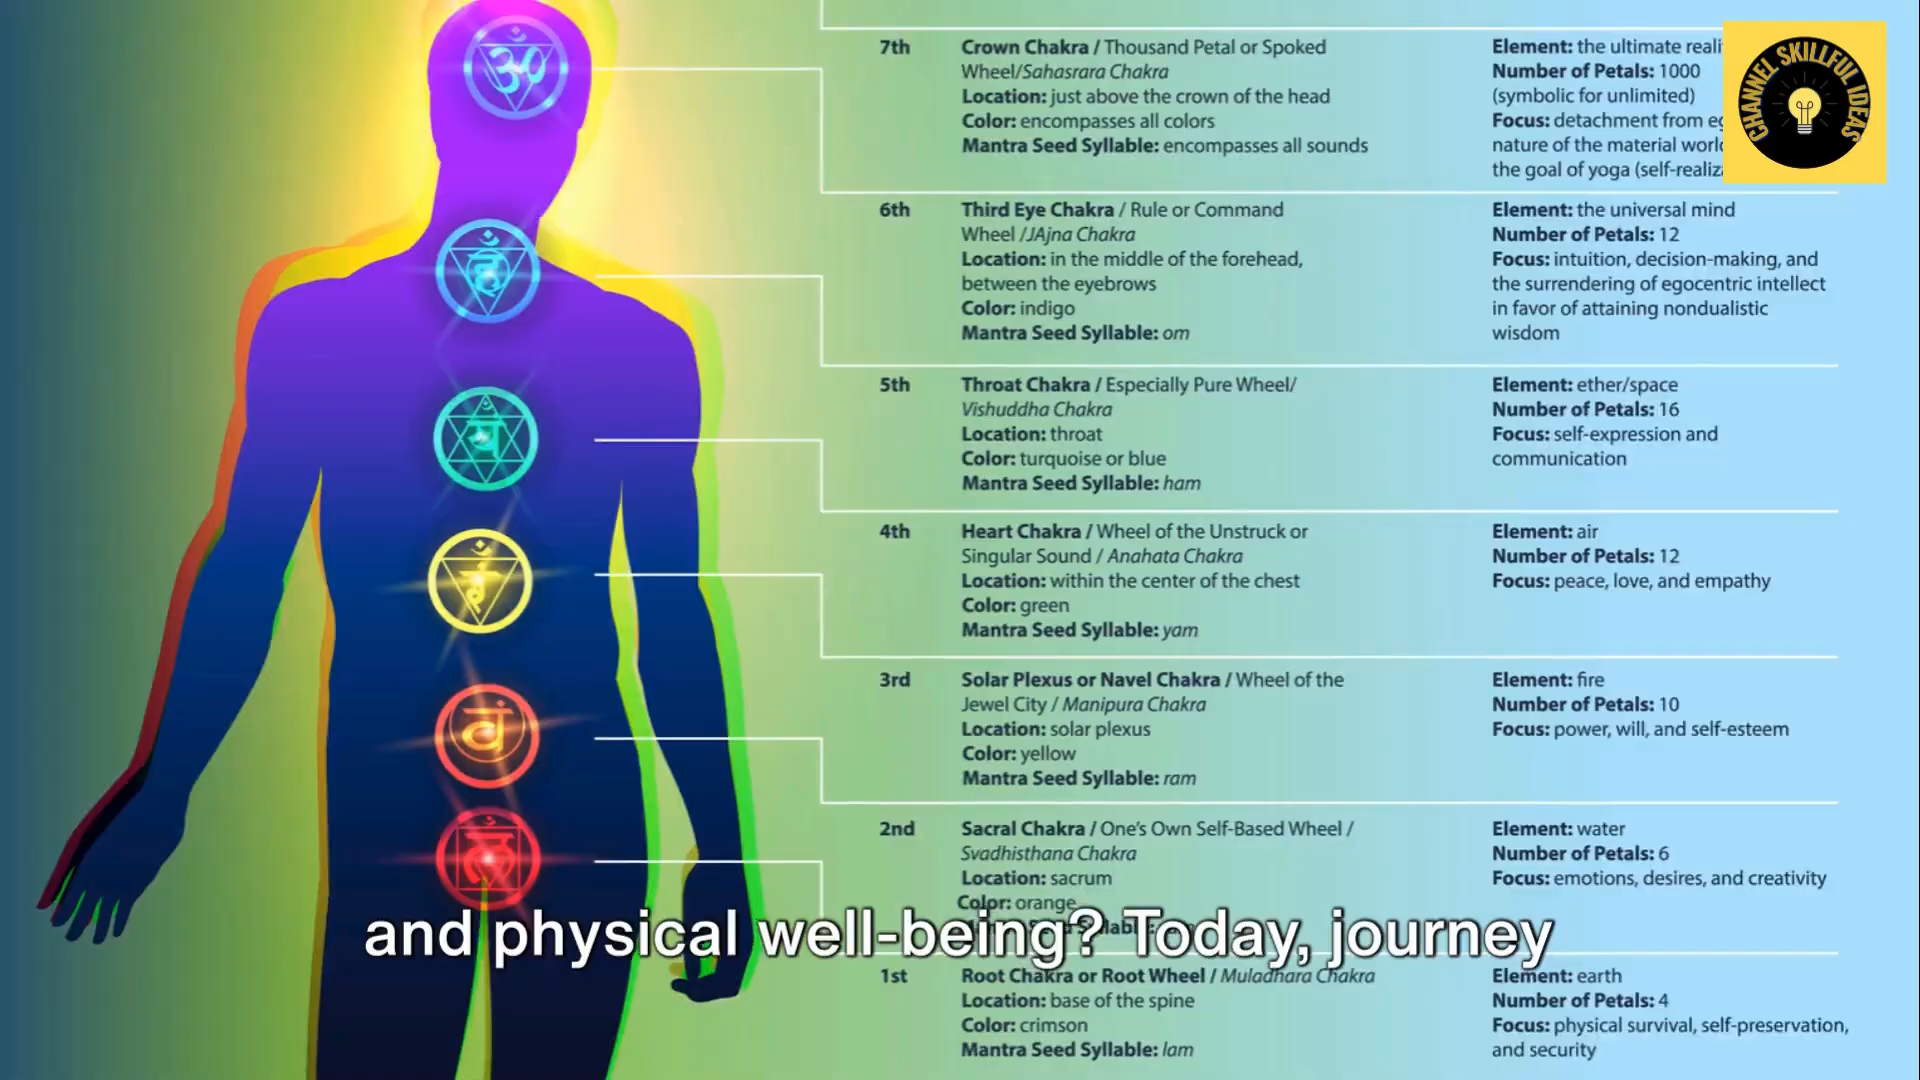 7th
Crown Chakra / Thousand Petal or Spoked
Wheel/Sahasrara Chakra
Location: just above the crown of the head
Color: encompasses all colors
Mantra Seed Syllable: encompasses all sounds
Element: the ultimate
Number of Petals: 1000
(symbolic for unlimited)
Focus: detachment from
nature of the material
the goal of yoga
CHANNEL SKILLFUL IDEAS
6th
Third Eye Chakra / Rule or Command
Wheel /JAjna Chakra
Location: in the middle of the forehead,
between the eyebrows
Color: indigo
Mantra Seed Syllable: om
Element: the universal mind
Number of Petals: 12
Focus: intuition, decision-making, and
the surrendering of egocentric intellect
in favor of attaining nondualistic
wisdom
5th
Throat Chakra / Especially Pure Wheel/
Vishuddha Chakra
Location: throat
Color: turquoise or blue
Mantra Seed Syllable: ham
Element: ether/space
Number of Petals: 16
Focus: self-expression and
communication
4th
Heart Chakra / Wheel of the Unstruck or
Singular Sound / Anahata Chakra
Location: within the center of the chest
Color: green
Mantra Seed Syllable: yam
Element: air
Number of Petals: 12
Focus: peace, love, and empathy
3rd
Solar Plexus or Navel Chakra / Wheel of the
Jewel City / Manipura Chakra
Location: solar plexus
Color: yellow
Mantra Seed Syllable: ram
Element: fire
Number of Petals: 10
Focus: power, will, and self-esteem
2nd
Sacral Chakra / One's Own Self-Based Wheel /
Svadhisthana Chakra
Location: sacrum
Color: orange
Element: water
Number of Petals: 6
Focus: emotions, desires, and creativity
and physical well-being? Today, journey
1st
Root Chakra or Root Wheel / Muladhara Chakra
Location: base of the spine
Color: crimson
Mantra Seed Syllable: lam
Element: earth
Number of Petals: 4
Focus: physical survival, self-preservation,
and security
ॐ
हं
यं
रं
वं
लं